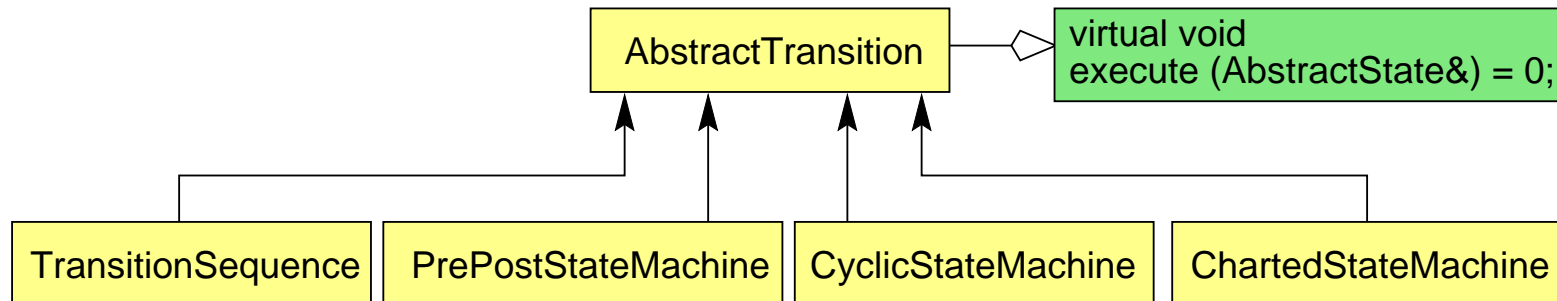 AbstractTransition
virtual void
execute (AbstractState&) = 0;
TransitionSequence
PrePostStateMachine
CyclicStateMachine
ChartedStateMachine